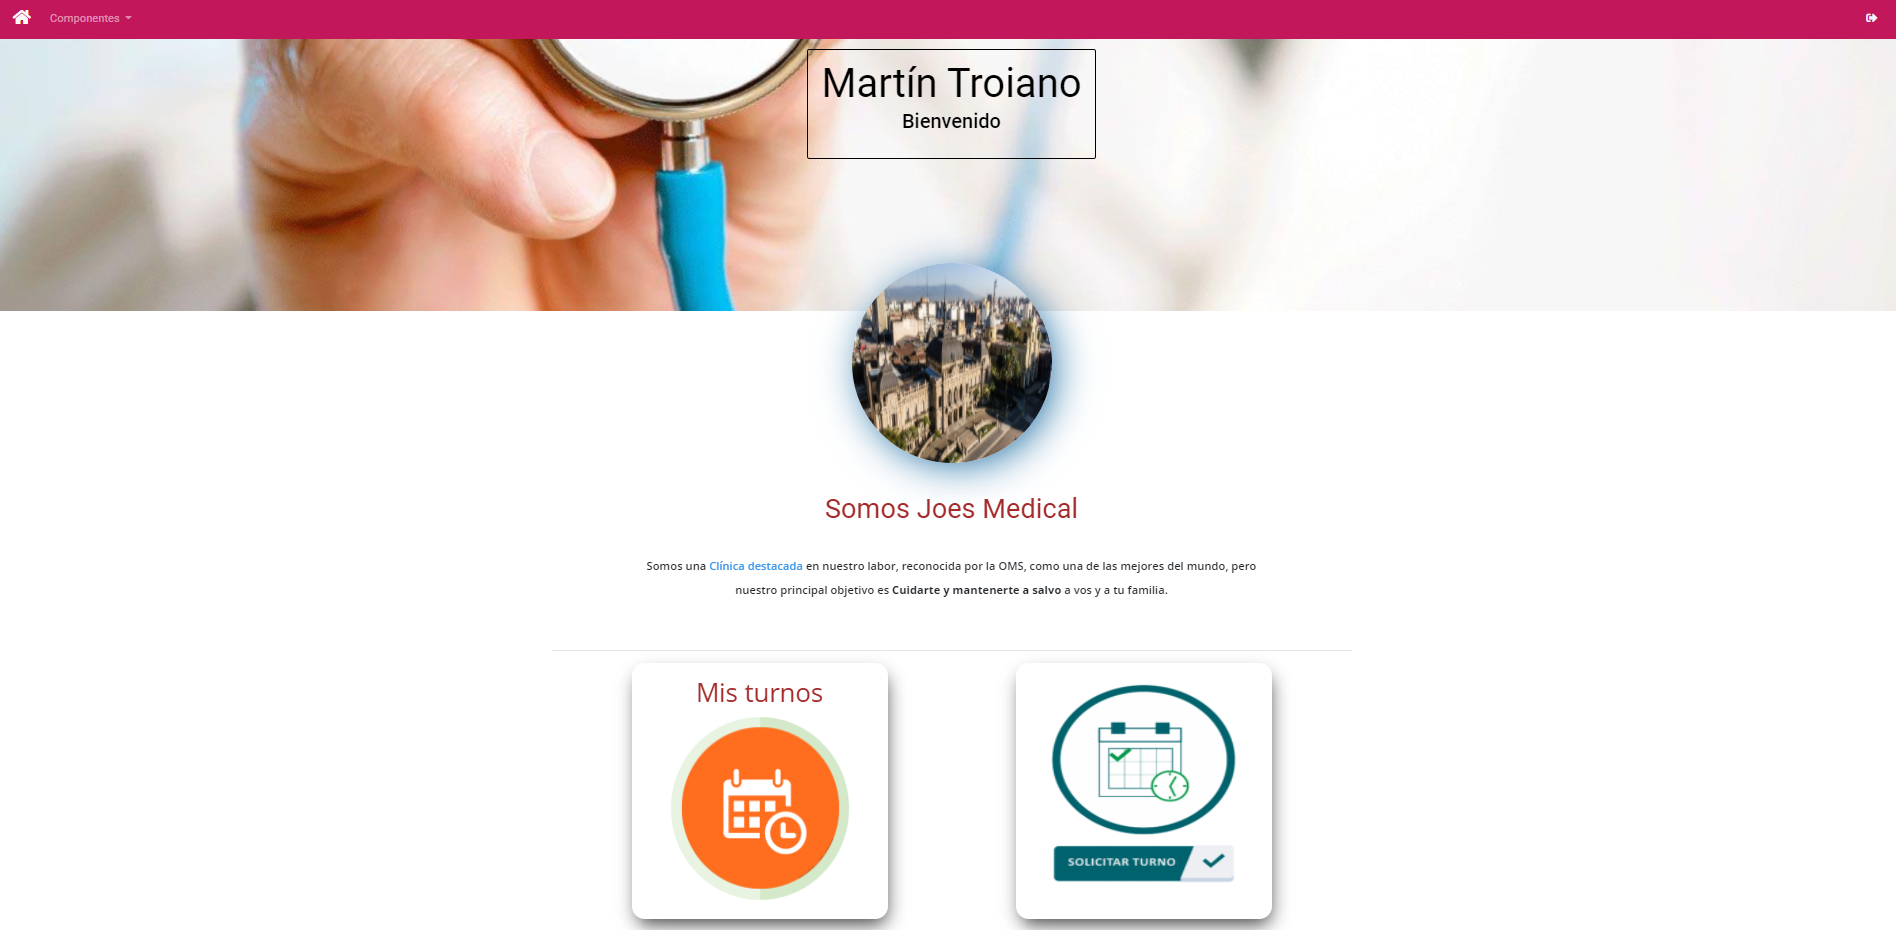 Componentes
Martín Troiano
Bienvenido
Somos Joes Medical
Somos una Clínica destacada en nuestro labor, reconocida por la OMS, como una de las mejores del mundo, pero
nuestro principal objetivo es Cuidarte y mantenerte a salvo a vos y a tu familia.
Mis turnos
SOLICITAR TURNO